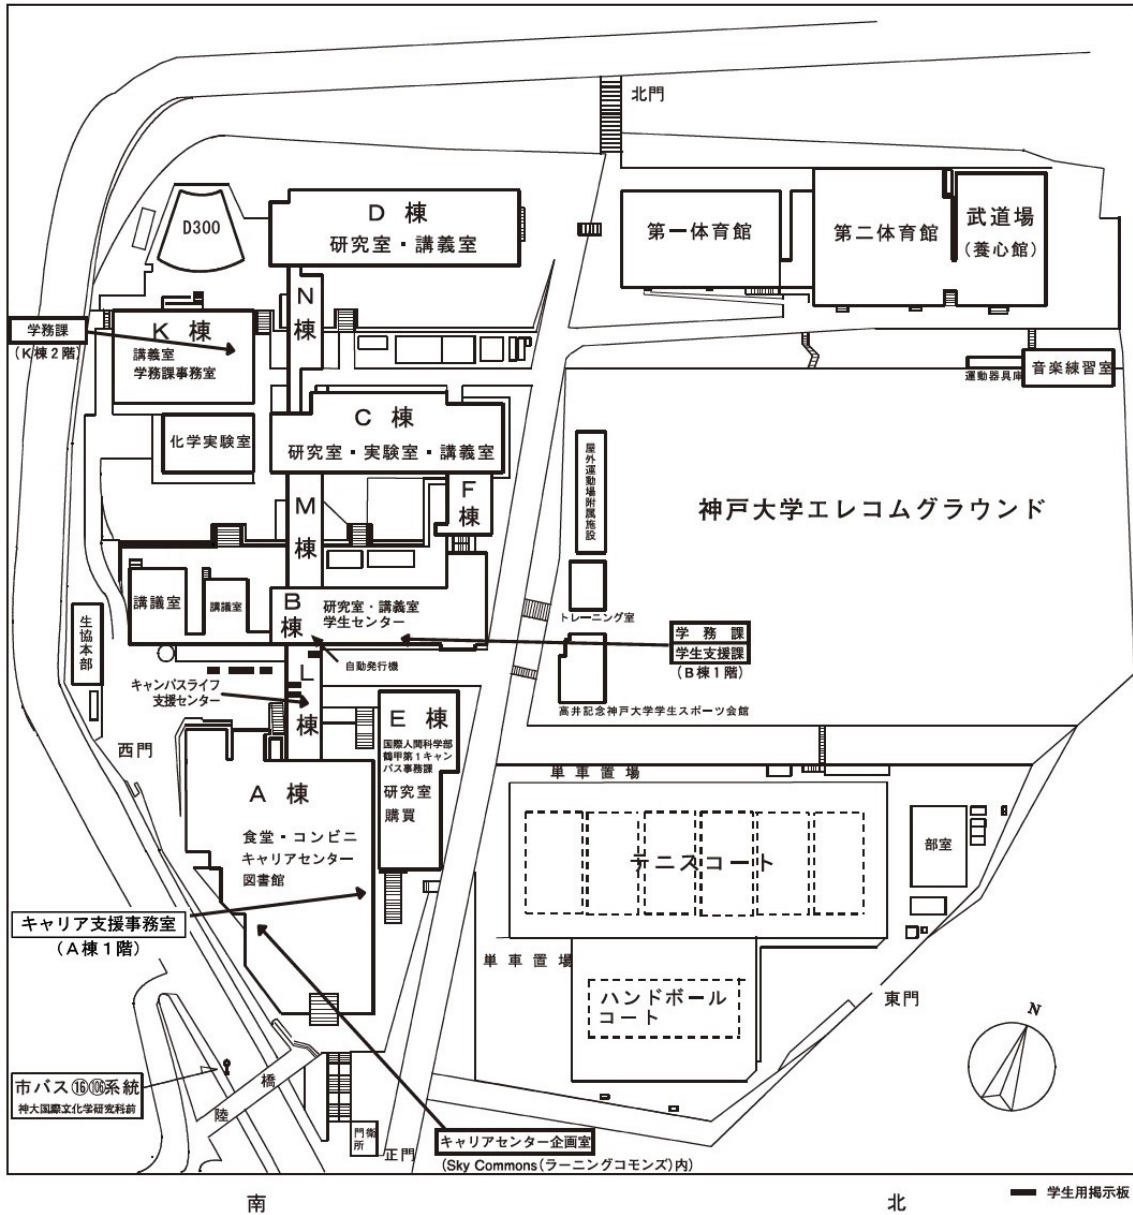 北門
D 棟
研究室・講義室
D300
第一体育館
第二体育館
武道場
(養心館)
N
棟
学務課
(K棟2階)
K 棟
講義室
学務課事務室
運動器具庫
音楽練習室
C 棟
研究室・実験室・講義室
化学実験室
屋外運動場附属施設
神戸大学エレコムグラウンド
F
棟
M
棟
講議室
講議室
B
棟
研究室・講義室
学生センター
トレーニング室
生協本部
自動発行機
学 務 課
学生支援課
(B棟1階)
キャンパスライフ
支援センター
L
棟
高井記念神戸大学学生スポーツ会館
E 棟
国際人間科学部
鶴甲第1キャン
パス事務課
研究室
購買
西門
単 車 置 場
A 棟
食堂・コンビニ
キャリアセンター
図書館
テニスコート
部室
キャリア支援事務室
(A棟1階)
単 車 置 場
ハンドボール
コート
東門
N
市バス⑯106系統
神大国際文化学研究科前
陸 橋
門衛所
正門
キャリアセンター企画室
(Sky Commons(ラーニングコモンズ)内)
南
北
学生用掲示板